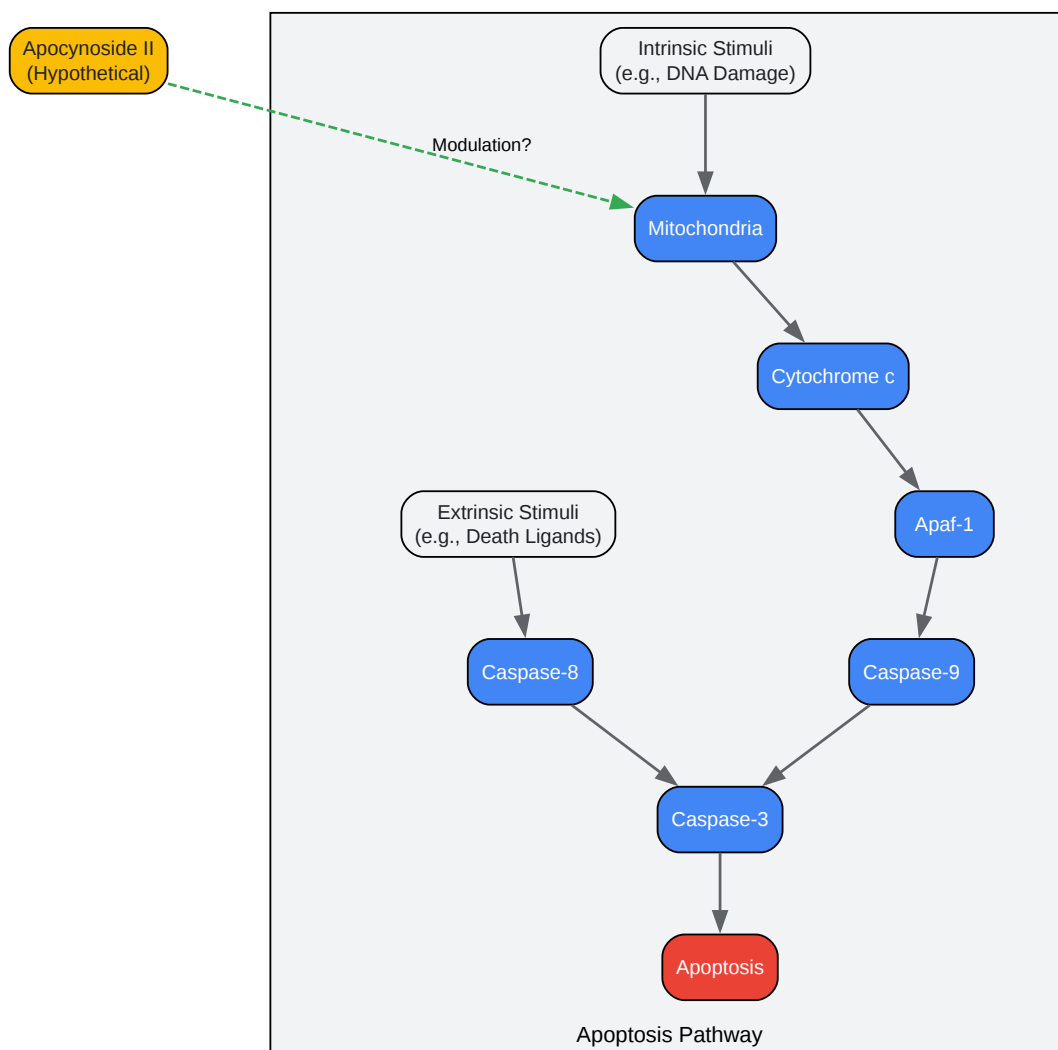 Apocynoside II
(Hypothetical)
Intrinsic Stimuli
(e.g., DNA Damage)
Modulation?
Mitochondria
Cytochrome c
Extrinsic Stimuli
(e.g., Death Ligands)
Apaf-1
Caspase-8
Caspase-9
Caspase-3
Apoptosis
Apoptosis Pathway